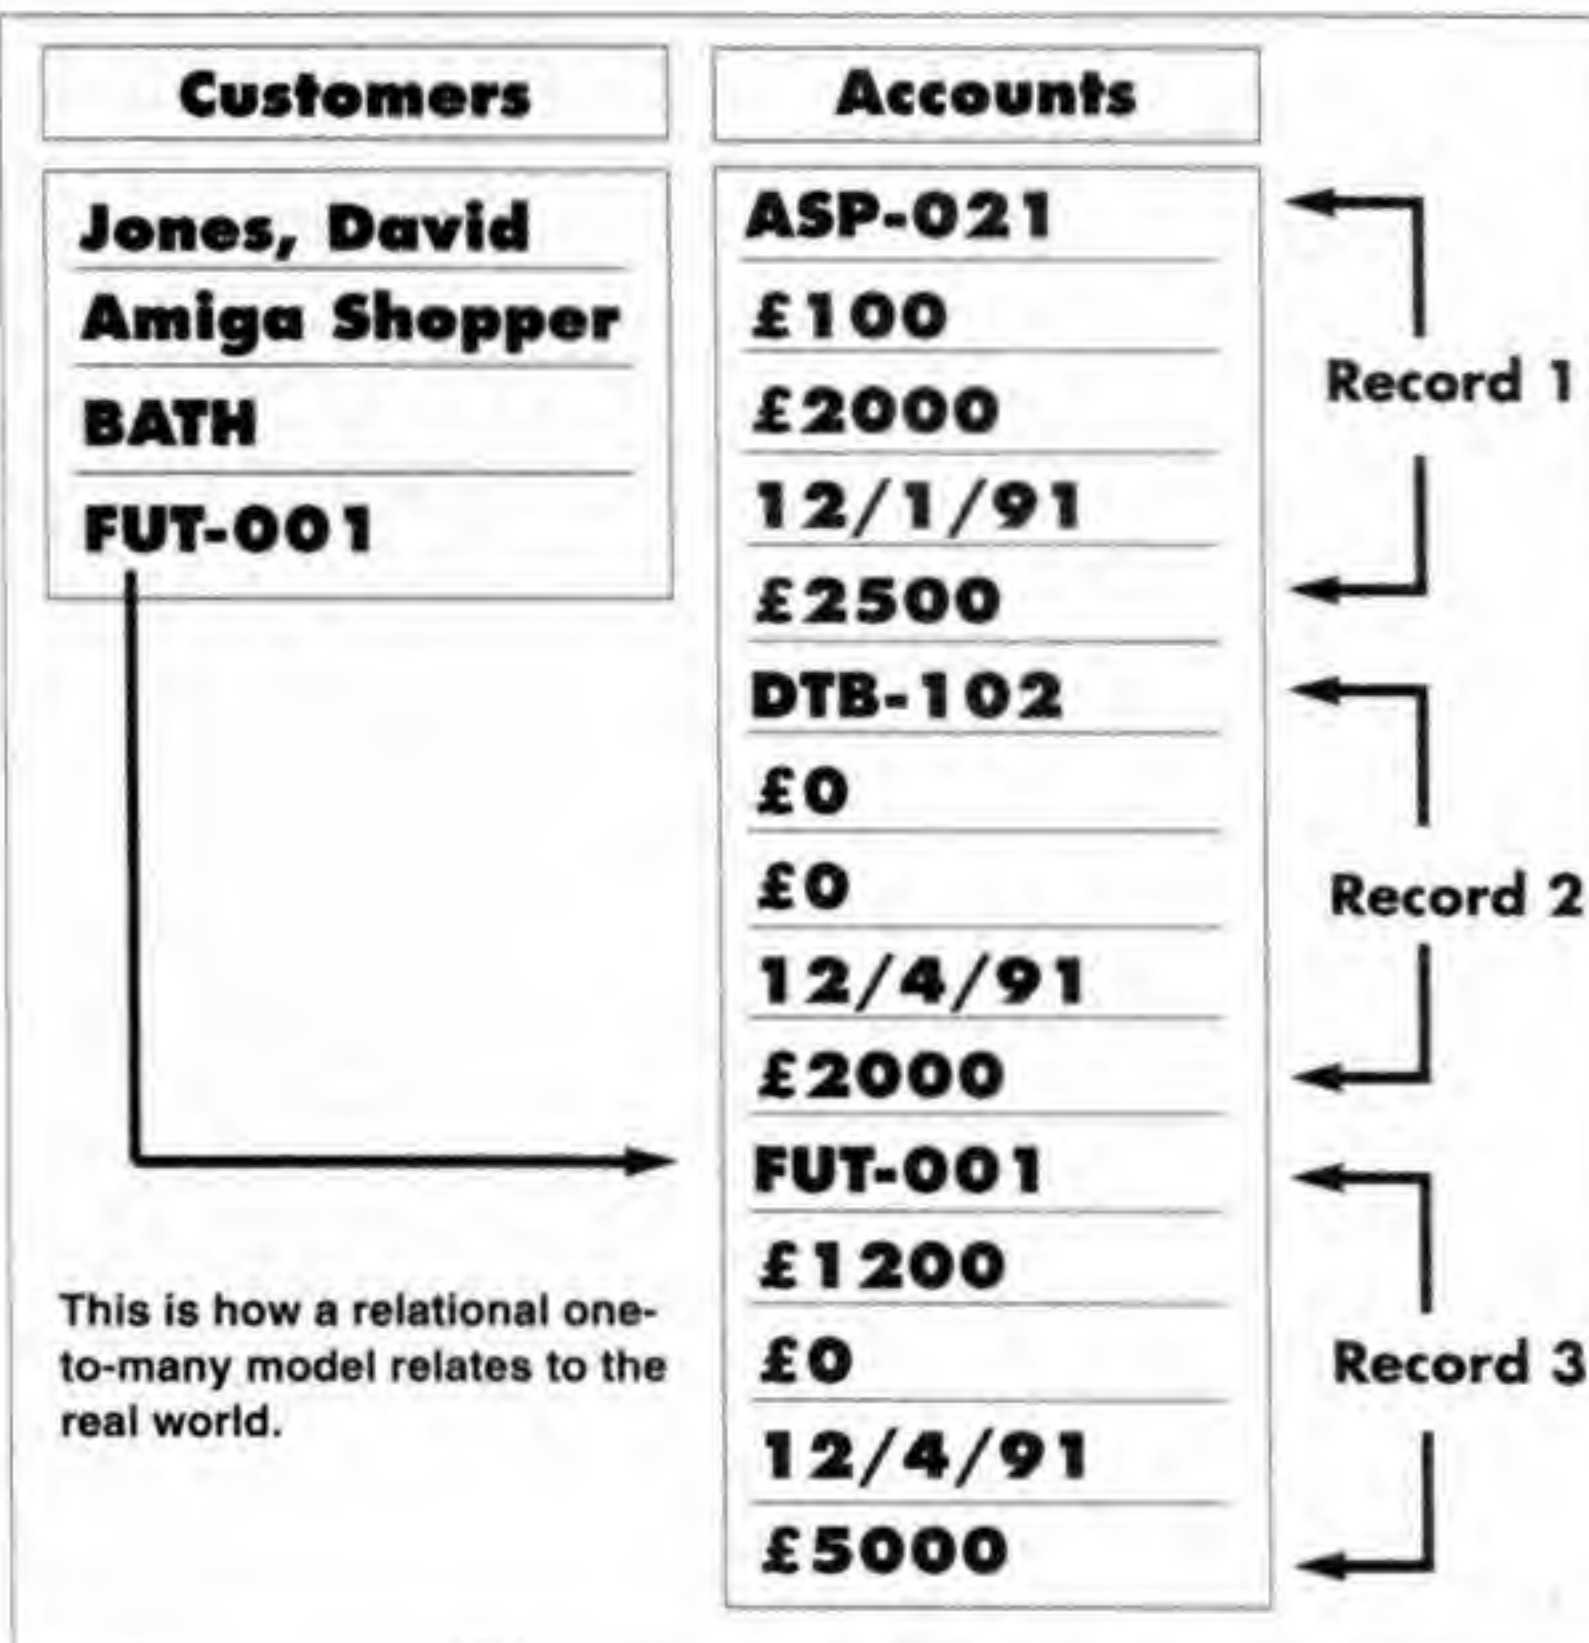 Customers
Jones, David
Amiga Shopper
BATH
FUT-001
This is how a relational one-
to-many model relates to the
real world.
Accounts
ASP-021
£100
£2000
12/1/91
£2500
DTB-102
£0
£0
12/4/91
£2000
FUT-001
£1200
£0
12/4/91
£5000
Record 1
Record 2
Record 3